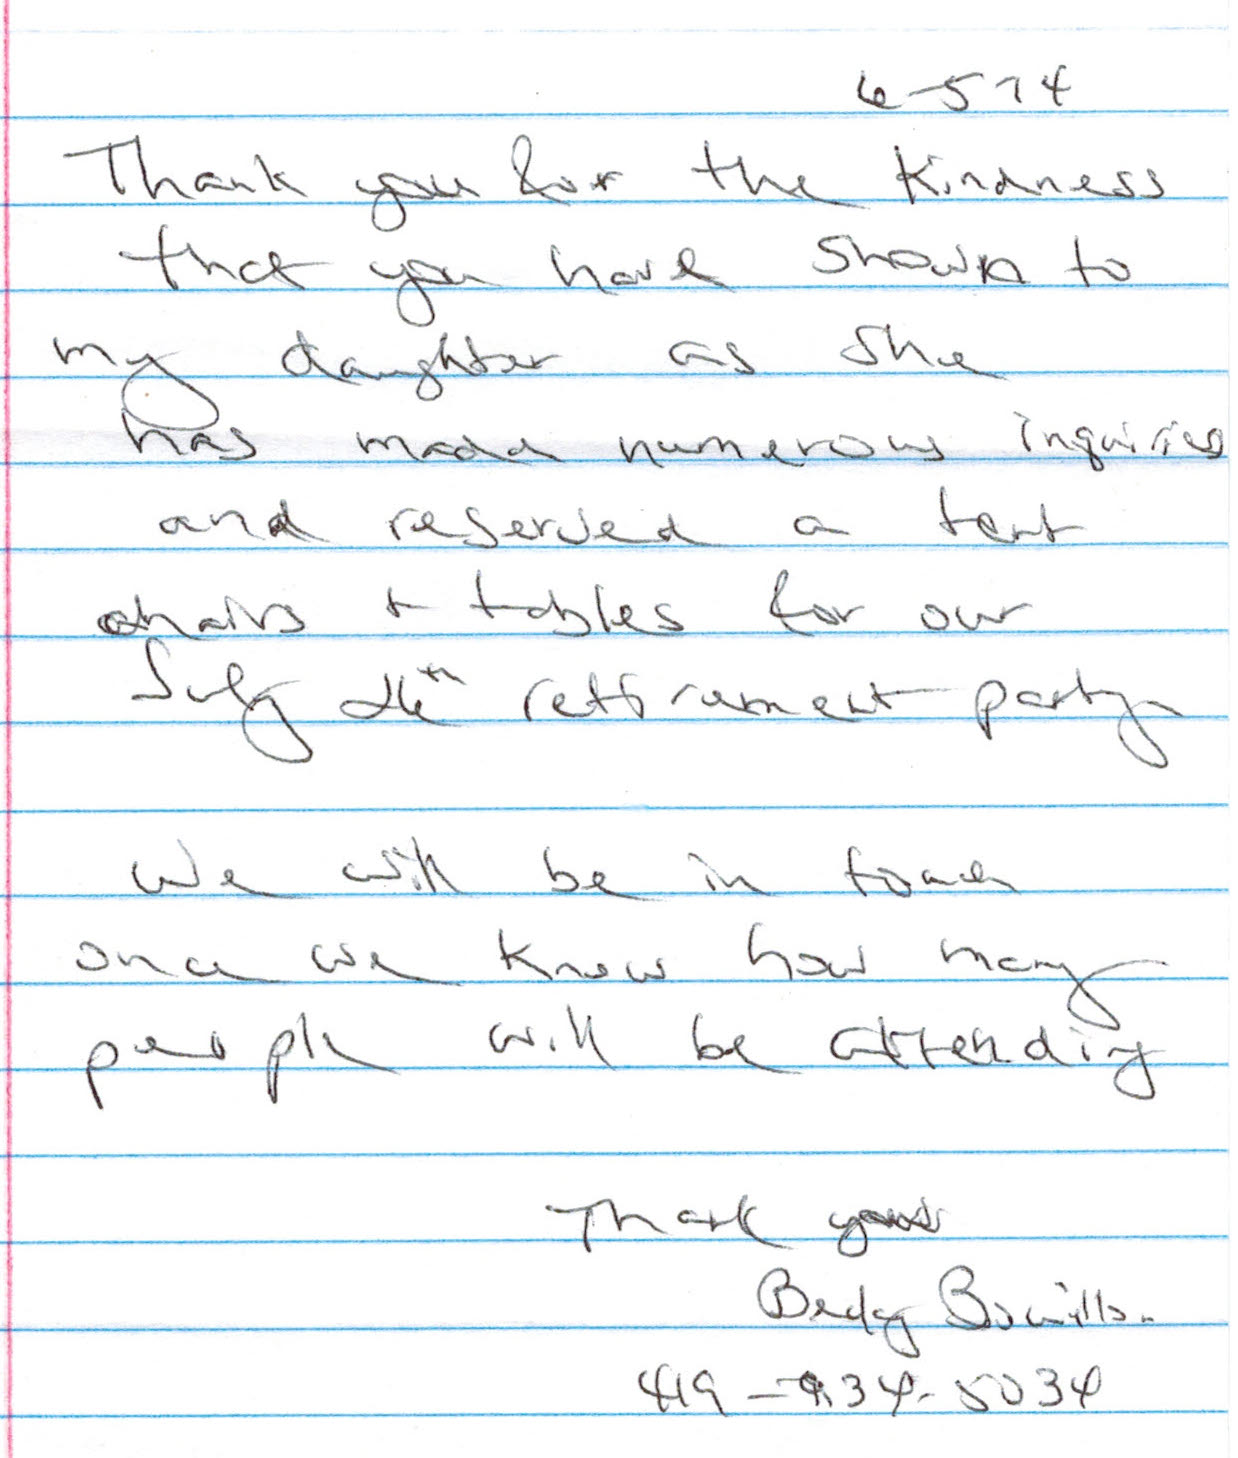 6-5-14
Thank you for the kindness
that you have shown to
my daughter as she
has made numerous inquiries
and reserved a tent
chairs + tables for our
July 26th retirement party
We will be in touch
once we know how many
people will be attending
Thank you
Becky
419-934-5034